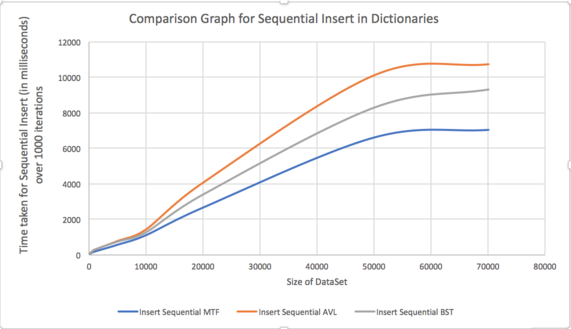 Comparison Graph for Sequential Insert in Dictionaries
Time taken for Sequential Insert (in milliseconds)
over 1000 iterations
12000
10000
8000
6000
4000
2000
0
0
10000
20000
30000
40000
50000
60000
70000
80000
Size of DataSet
Insert Sequential MTF
Insert Sequential AVL
Insert Sequential BST